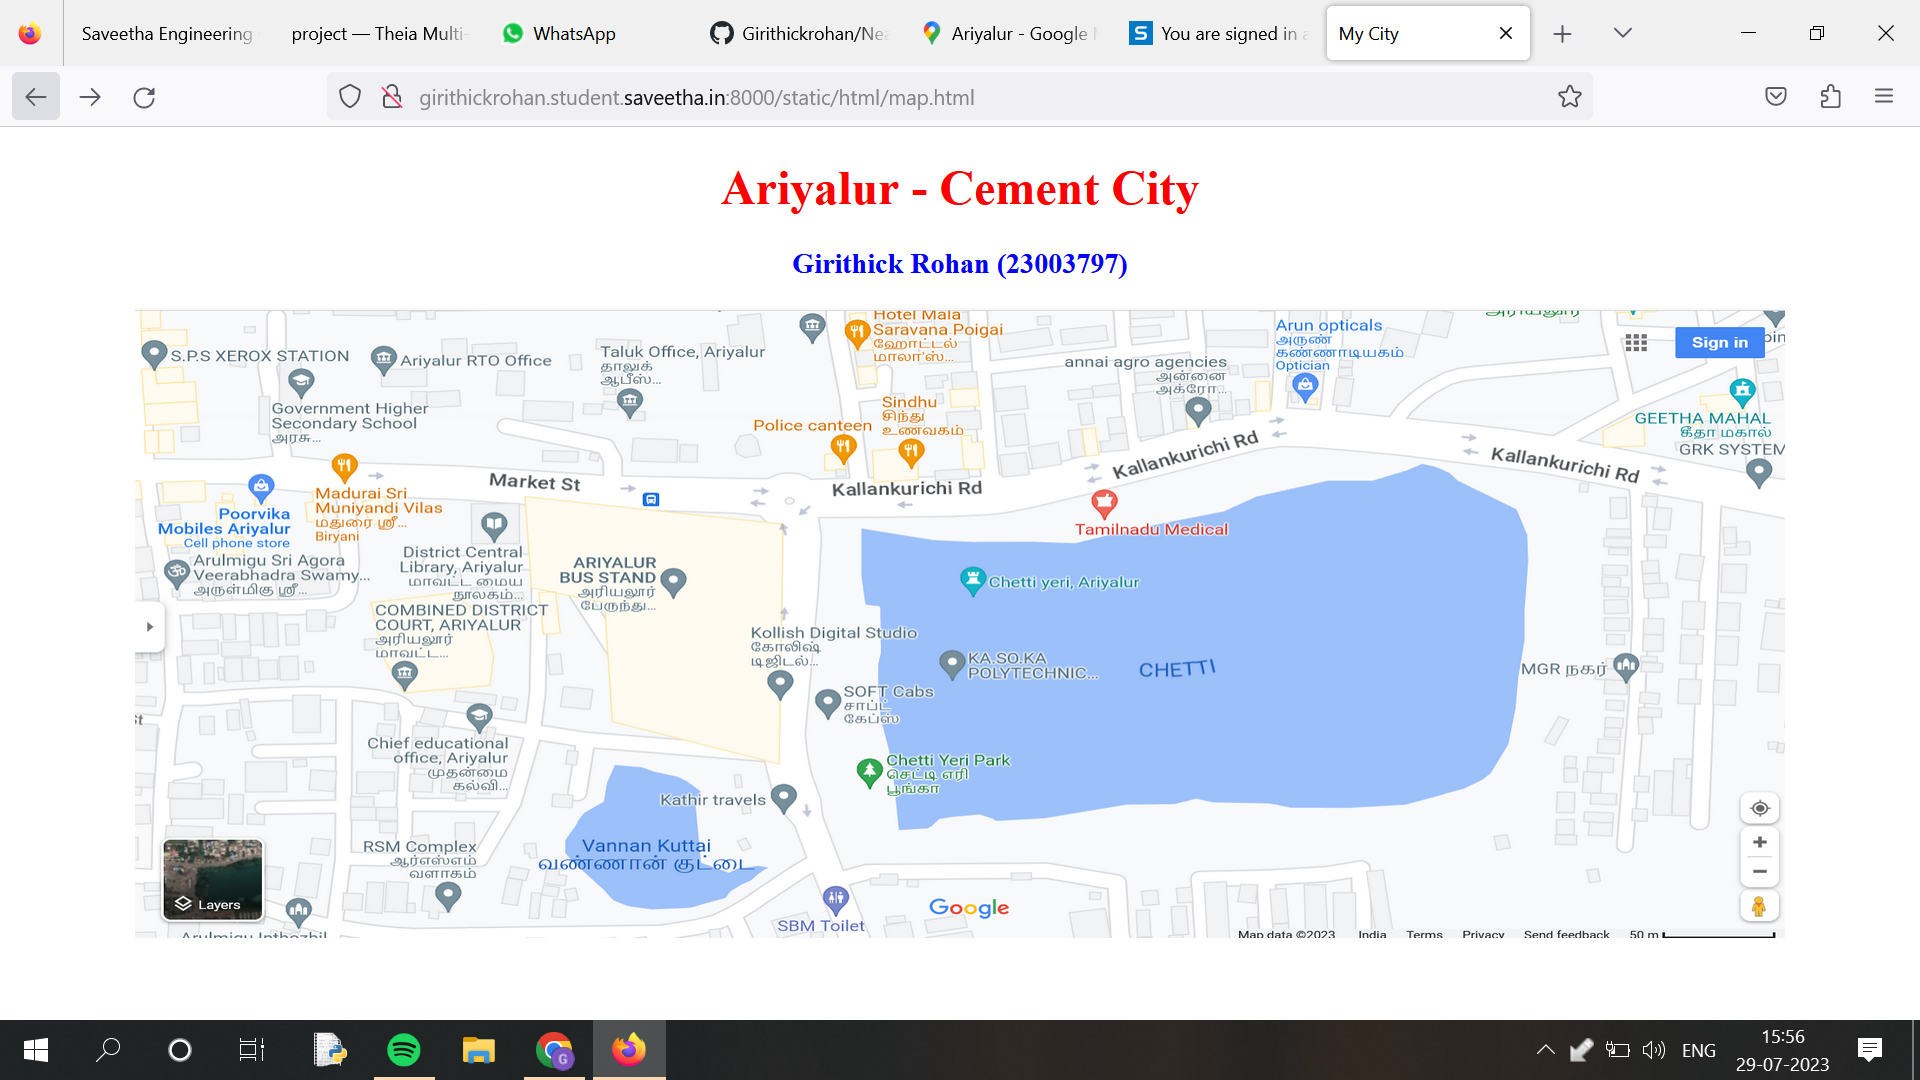 Saveetha Engineering
project — Theia Multi-
WhatsApp
Girithickrohan/Nea
Ariyalur - Google
You are signed in
My City
girithickrohan.student.saveetha.in:8000/static/html/map.html
Ariyalur - Cement City
Girithick Rohan (23003797)
Hotel Mala
Saravana Poigai
ஹோட்டல்
மாலா'ஸ்...
Arun opticals
அருண்
கண்ணாடியகம்
Optician
Sign in
S.P.S XEROX STATION
Ariyalur RTO Office
Taluk Office, Ariyalur
தாலுக்
ஆபீஸ்...
annai agro agencies
அன்னை
அக்ரோ...
Government Higher
Secondary School
அரசு...
Sindhu
சிந்து
உணவகம்
Police canteen
GEETHA MAHAL
கீதா மகால்
GRK SYSTEM
Kallankurichi Rd
Kallankurichi Rd
Market St
Kallankurichi Rd
Madurai Sri
Muniyandi Vilas
மதுரை ஸ்ரீ...
Biryani
Poorvika
Mobiles Ariyalur
Cell phone store
Tamilnadu Medical
District Central
Library, Ariyalur
மாவட்ட மைய
நூலகம்...
Arulmigu Sri Agora
Veerabhadra Swamy...
அருள்மிகு ஸ்ரீ...
ARIYALUR
BUS STAND
அரியலூர்
பேருந்து...
Chetti yeri, Ariyalur
COMBINED DISTRICT
COURT, ARIYALUR
அரியலூர்
மாவட்ட...
Kollish Digital Studio
கோலிஷ்
டிஜிடல்...
KA.SO.KA
POLYTECHNIC...
CHETTI
MGR நகர்
SOFT Cabs
சாப்ட்
கேப்ஸ்
Chief educational
office, Ariyalur
முதன்மை
கல்வி...
Chetti Yeri Park
செட்டி எரி
பூங்கா
Kathir travels
Vannan Kuttai
வண்ணான் குட்டை
RSM Complex
ஆர்எஸ்எம்
வளாகம்
Layers
SBM Toilet
Google
Arulmigu Inthozhil
Map data ©2023 India Terms Privacy Send feedback 50 m
ENG
15:56
29-07-2023